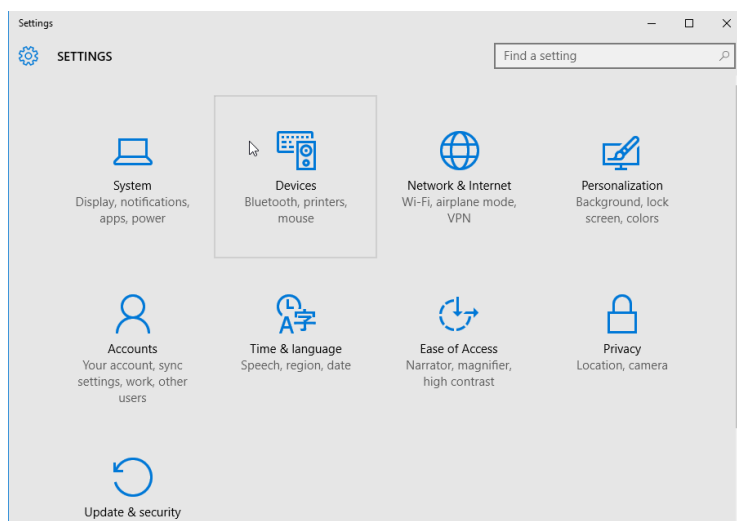 Settings
SETTINGS
Find a setting
System
Display, notifications,
apps, power
Devices
Bluetooth, printers,
mouse
Network & Internet
Wi-Fi, airplane mode,
VPN
Personalization
Background, lock
screen, colors
Accounts
Your account, sync
settings, work, other
users
A字
Time & language
Speech, region, date
Ease of Access
Narrator, magnifier,
high contrast
Privacy
Location, camera
Update & security